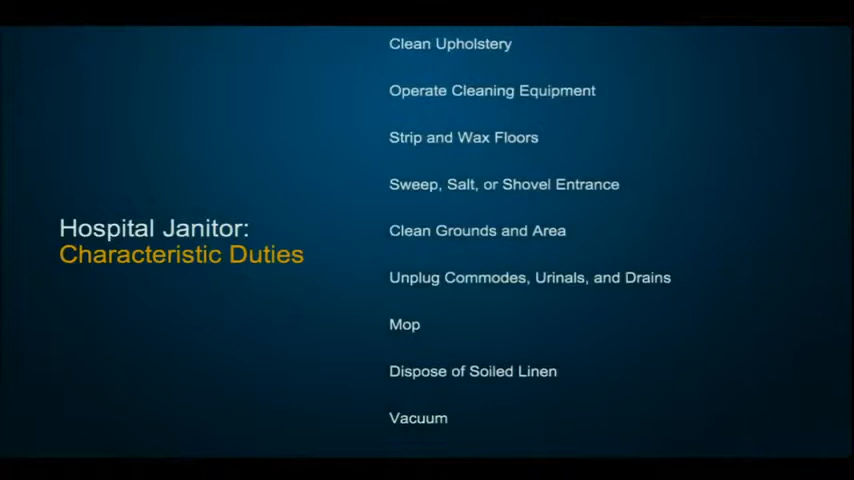 Hospital Janitor:
Characteristic Duties
Clean Upholstery
Operate Cleaning Equipment
Strip and Wax Floors
Sweep, Salt, or Shovel Entrance
Clean Grounds and Area
Unplug Commodes, Urinals, and Drains
Mop
Dispose of Soiled Linen
Vacuum